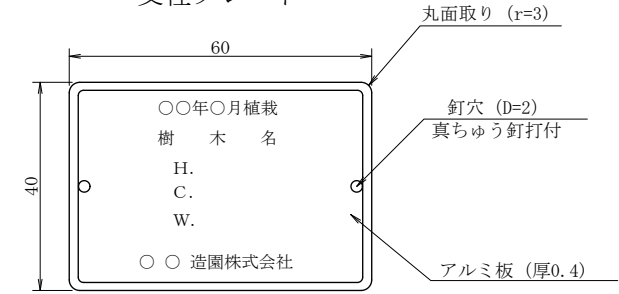 丸面取り (r=3)
60
○○年○月植栽
釘穴 (D=2)
真ちゅう釘打付
樹 木 名
H.
C.
W.
40
○ ○ 造園株式会社
アルミ板 (厚0.4)